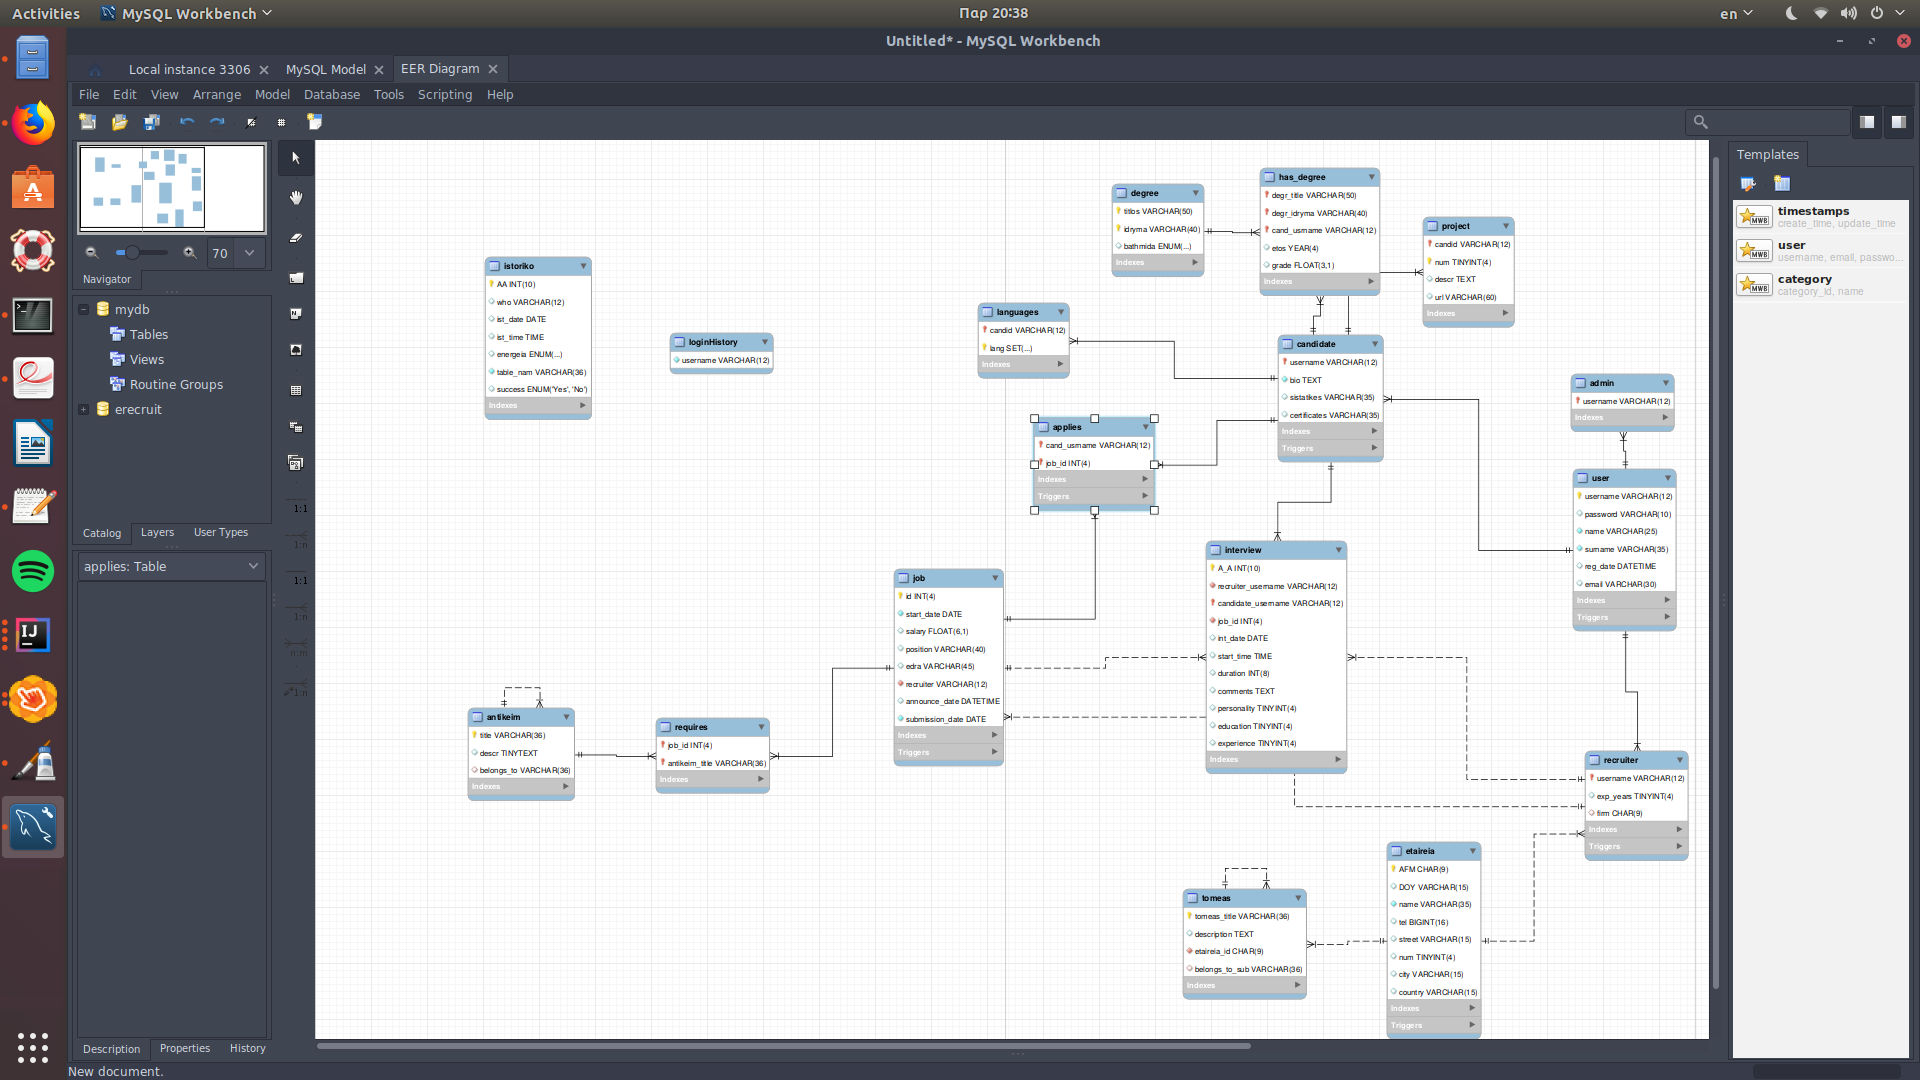 Activities
MySQL Workbench
Παρ 20:38
en
Untitled* - MySQL Workbench
Local instance 3306
MySQL Model
EER Diagram
File Edit View Arrange Model Database Tools Scripting Help
70
Navigator
mydb
Tables
Views
Routine Groups
erecruit
Catalog Layers User Types
applies: Table
Description Properties History
New document.
1:1
1:n
1:1
1:n
n:m
1:n
istoriko
AA INT(10)
who VARCHAR(12)
ist_date DATE
ist_time TIME
energeia ENUM(...)
table_nam VARCHAR(36)
success ENUM('Yes', 'No')
Indexes
loginHistory
username VARCHAR(12)
degree
titlos VARCHAR(50)
idryma VARCHAR(40)
bathmida ENUM(...)
Indexes
has_degree
degr_title VARCHAR(50)
degr_idryma VARCHAR(40)
cand_usrname VARCHAR(12)
etos YEAR(4)
grade FLOAT(3,1)
Indexes
project
candid VARCHAR(12)
num TINYINT(4)
descr TEXT
url VARCHAR(60)
Indexes
languages
candid VARCHAR(12)
lang SET(...)
Indexes
candidate
username VARCHAR(12)
bio TEXT
sistatikes VARCHAR(35)
certificates VARCHAR(35)
Indexes
Triggers
applies
cand_usrname VARCHAR(12)
job_id INT(4)
Indexes
Triggers
admin
username VARCHAR(12)
Indexes
user
username VARCHAR(12)
password VARCHAR(10)
name VARCHAR(25)
surname VARCHAR(35)
reg_date DATETIME
email VARCHAR(30)
Indexes
Triggers
job
id INT(4)
start_date DATE
salary FLOAT(6,1)
position VARCHAR(40)
edra VARCHAR(45)
recruiter VARCHAR(12)
announce_date DATETIME
submission_date DATE
Indexes
Triggers
interview
A_A INT(10)
recruiter_username VARCHAR(12)
candidate_username VARCHAR(12)
job_id INT(4)
int_date DATE
start_time TIME
duration INT(8)
comments TEXT
personality TINYINT(4)
education TINYINT(4)
experience TINYINT(4)
Indexes
antikeim
title VARCHAR(36)
descr TINYTEXT
belongs_to VARCHAR(36)
Indexes
requires
job_id INT(4)
antikeim_title VARCHAR(36)
Indexes
recruiter
username VARCHAR(12)
exp_years TINYINT(4)
firm CHAR(9)
Indexes
Triggers
tomeas
tomeas_title VARCHAR(36)
description TEXT
etaireia_id CHAR(9)
belongs_to_sub VARCHAR(36)
Indexes
etaireia
AFM CHAR(9)
DOY VARCHAR(15)
name VARCHAR(35)
tel BIGINT(16)
street VARCHAR(15)
num TINYINT(4)
city VARCHAR(15)
country VARCHAR(15)
Indexes
Triggers
Templates
MWB
timestamps
create_time, update_time
MWB
user
username, email, passwo...
MWB
category
category_id, name